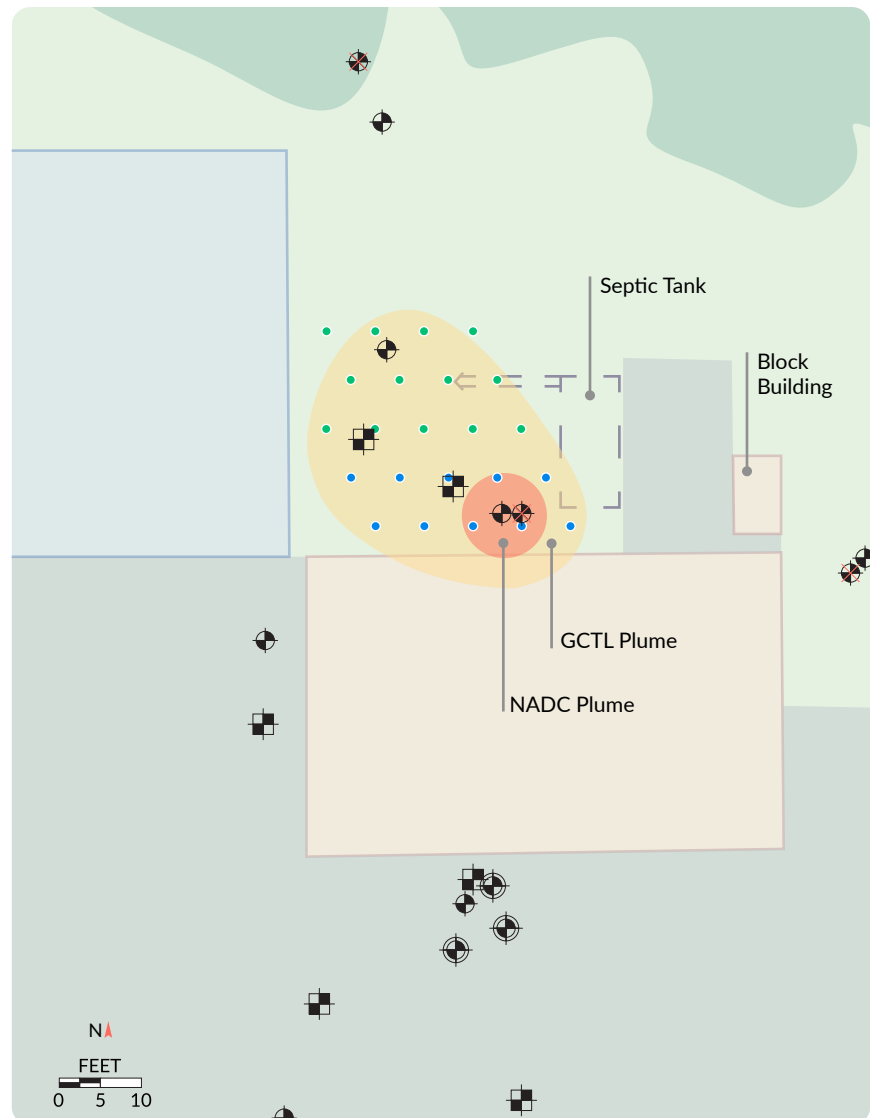 Septic Tank
Block
Building
GCTL Plume
NADC Plume
N
FEET
0 5 10